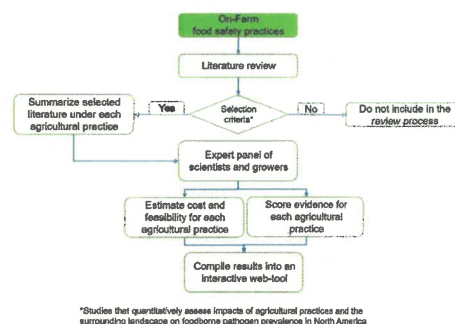 On-Farm
food safety practices
Literature review
Summarize selected
literature under each
agricultural practice
Yes
Selection
criteria*
No
Do not include in the
review process
Expert panel of
scientists and growers
Estimate cost and
feasibility for each
agricultural practice
Score evidence for
each agricultural
practice
Compile results into an
interactive web-tool
*Studies that quantitatively assess impacts of agricultural practices and the
surrounding landscape on foodborne pathogen prevalence in North America